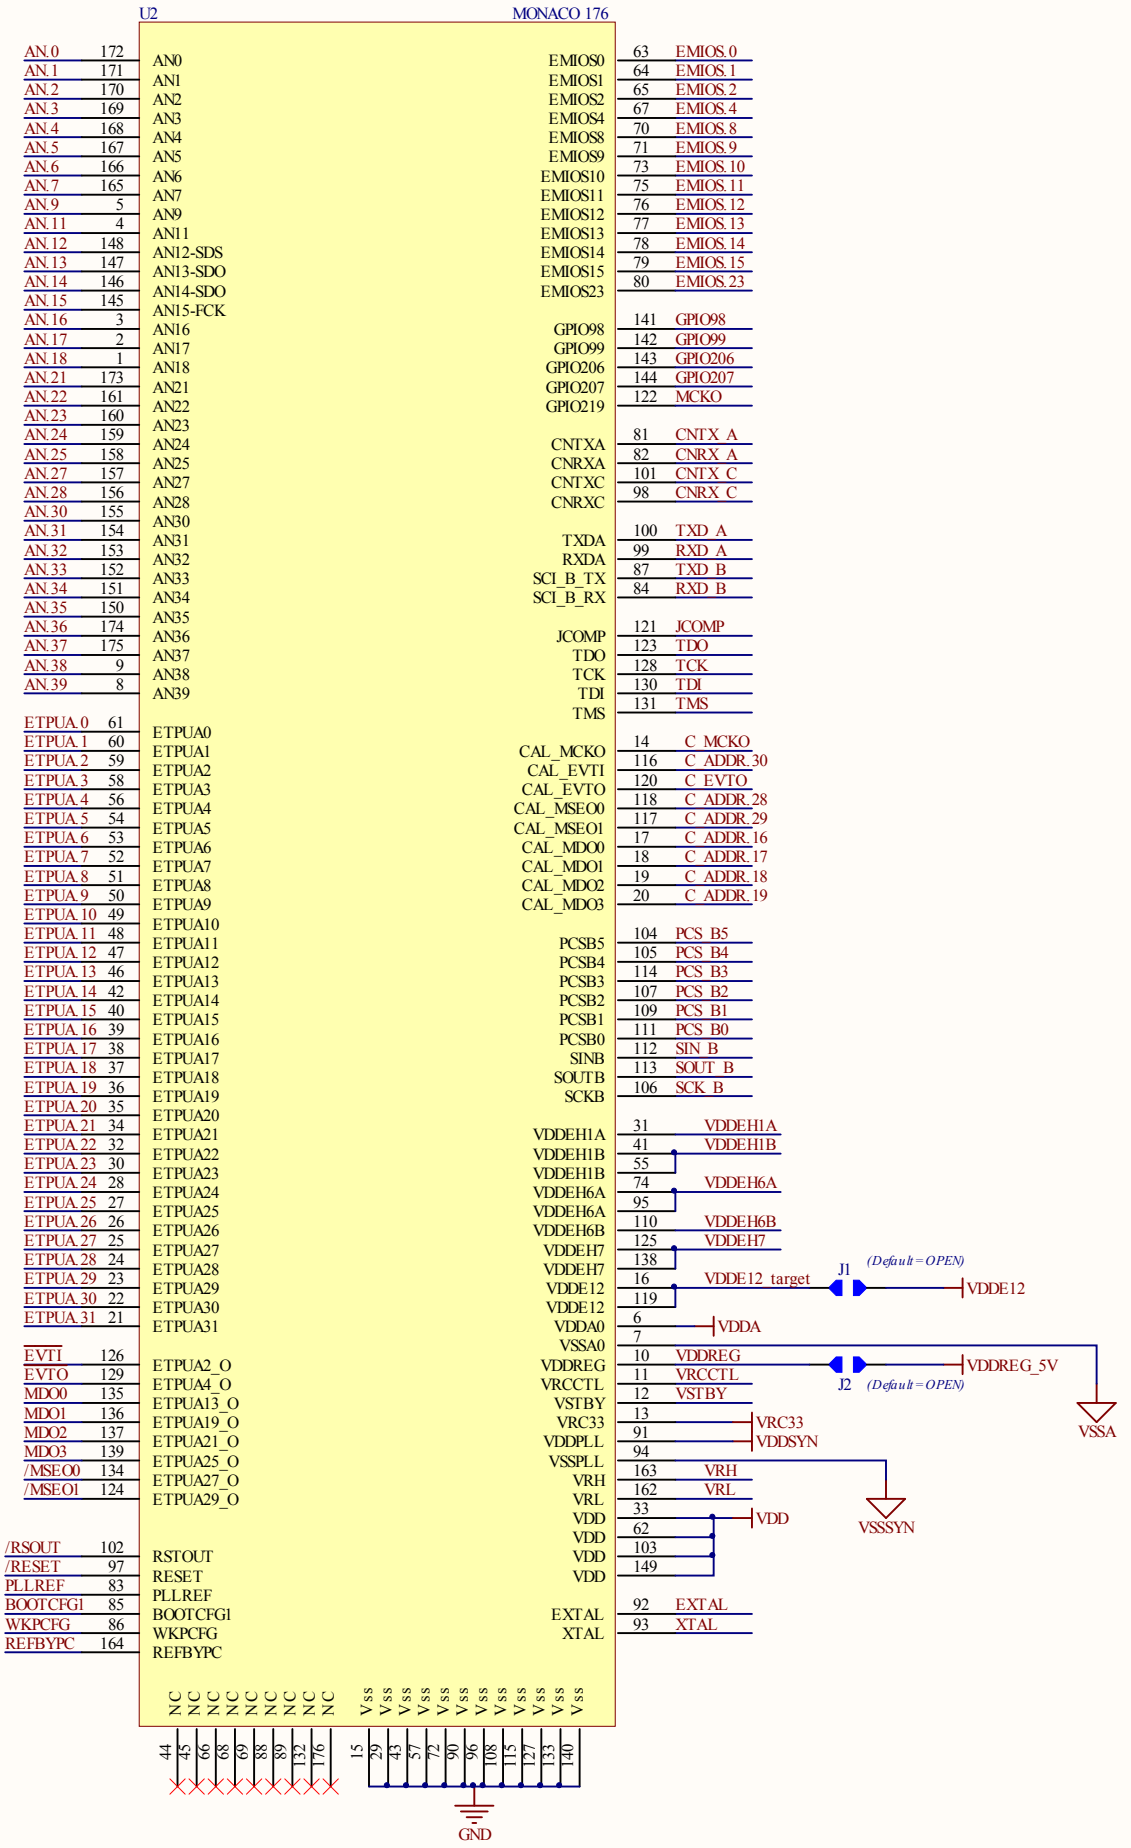 U2 MONACO 176
AN.0 172 AN0
AN.1 171 AN1
AN.2 170 AN2
AN.3 169 AN3
AN.4 168 AN4
AN.5 167 AN5
AN.6 166 AN6
AN.7 165 AN7
AN.9 5 AN9
AN.11 4 AN11
AN.12 148 AN12-SDS
AN.13 147 AN13-SDO
AN.14 146 AN14-SDO
AN.15 145 AN15-FCK
AN.16 3 AN16
AN.17 2 AN17
AN.18 1 AN18
AN.21 173 AN21
AN.22 161 AN22
AN.23 160 AN23
AN.24 159 AN24
AN.25 158 AN25
AN.27 157 AN27
AN.28 156 AN28
AN.30 155 AN30
AN.31 154 AN31
AN.32 153 AN32
AN.33 152 AN33
AN.34 151 AN34
AN.35 150 AN35
AN.36 174 AN36
AN.37 175 AN37
AN.38 9 AN38
AN.39 8 AN39
ETPUA.0 61 ETPUA0
ETPUA.1 60 ETPUA1
ETPUA.2 59 ETPUA2
ETPUA.3 58 ETPUA3
ETPUA.4 56 ETPUA4
ETPUA.5 54 ETPUA5
ETPUA.6 53 ETPUA6
ETPUA.7 52 ETPUA7
ETPUA.8 51 ETPUA8
ETPUA.9 50 ETPUA9
ETPUA.10 49 ETPUA10
ETPUA.11 48 ETPUA11
ETPUA.12 47 ETPUA12
ETPUA.13 46 ETPUA13
ETPUA.14 42 ETPUA14
ETPUA.15 40 ETPUA15
ETPUA.16 39 ETPUA16
ETPUA.17 38 ETPUA17
ETPUA.18 37 ETPUA18
ETPUA.19 36 ETPUA19
ETPUA.20 35 ETPUA20
ETPUA.21 34 ETPUA21
ETPUA.22 32 ETPUA22
ETPUA.23 30 ETPUA23
ETPUA.24 28 ETPUA24
ETPUA.25 27 ETPUA25
ETPUA.26 26 ETPUA26
ETPUA.27 25 ETPUA27
ETPUA.28 24 ETPUA28
ETPUA.29 23 ETPUA29
ETPUA.30 22 ETPUA30
ETPUA.31 21 ETPUA31
EVTI 126 ETPUA2_O
EVTO 129 ETPUA4_O
MDO0 135 ETPUA13_O
MDO1 136 ETPUA19_O
MDO2 137 ETPUA21_O
MDO3 139 ETPUA25_O
/MSEO0 134 ETPUA27_O
/MSEO1 124 ETPUA29_O
/RSOUT 102 RSTOUT
/RESET 97 RESET
PLLREF 83 PLLREF
BOOTCFG1 85 BOOTCFG1
WKPCFG 86 WKPCFG
REFBYPC 164 REFBYPC
EMIOS0 63 EMIOS.0
EMIOS1 64 EMIOS.1
EMIOS2 65 EMIOS.2
EMIOS4 67 EMIOS.4
EMIOS8 70 EMIOS.8
EMIOS9 71 EMIOS.9
EMIOS10 73 EMIOS.10
EMIOS11 75 EMIOS.11
EMIOS12 76 EMIOS.12
EMIOS13 77 EMIOS.13
EMIOS14 78 EMIOS.14
EMIOS15 79 EMIOS.15
EMIOS23 80 EMIOS.23
GPIO98 141 GPIO98
GPIO99 142 GPIO99
GPIO206 143 GPIO206
GPIO207 144 GPIO207
GPIO219 122 MCKO
CNTXA 81 CNTX_A
CNRXA 82 CNRX_A
CNTXC 101 CNTX_C
CNRXC 98 CNRX_C
TXDA 100 TXD_A
RXDA 99 RXD_A
SCI_B_TX 87 TXD_B
SCI_B_RX 84 RXD_B
JCOMP 121 JCOMP
TDO 123 TDO
TCK 128 TCK
TDI 130 TDI
TMS 131 TMS
CAL_MCKO 14 C_MCKO
CAL_EVTI 116 C_ADDR.30
CAL_EVTO 120 C_EVTO
CAL_MSEO0 118 C_ADDR.28
CAL_MSEO1 117 C_ADDR.29
CAL_MDO0 17 C_ADDR.16
CAL_MDO1 18 C_ADDR.17
CAL_MDO2 19 C_ADDR.18
CAL_MDO3 20 C_ADDR.19
PCSB5 104 PCS_B5
PCSB4 105 PCS_B4
PCSB3 114 PCS_B3
PCSB2 107 PCS_B2
PCSB1 109 PCS_B1
PCSB0 111 PCS_B0
SINB 112 SIN_B
SOUTB 113 SOUT_B
SCKB 106 SCK_B
VDDEH1A 31 VDDEH1A
VDDEH1B 41 VDDEH1B
VDDEH1B 55
VDDEH6A 74 VDDEH6A
VDDEH6A 95
VDDEH6B 110 VDDEH6B
VDDEH7 125 VDDEH7
VDDEH7 138
VDDE12 16 VDDE12_target J1 (Default=OPEN) VDDE12
VDDE12 119
VDDA0 6 VDDA
VSSA0 7 VSSA
VDDREG 10 VDDREG J2 (Default=OPEN) VDDREG_5V
VRCCTL 11 VRCCTL
VSTBY 12 VSTBY
VRC33 13 VRC33
VDDPLL 91 VDDSYN
VSSPLL 94 VSSSYN
VRH 163 VRH
VRL 162 VRL
VDD 33 VDD
VDD 62
VDD 103
VDD 149
EXTAL 92 EXTAL
XTAL 93 XTAL
NC NC NC NC NC NC NC NC NC
44 45 66 68 69 88 89 132 176
Vss Vss Vss Vss Vss Vss Vss Vss Vss Vss Vss Vss
15 29 43 57 72 90 96 108 115 127 133 140
GND